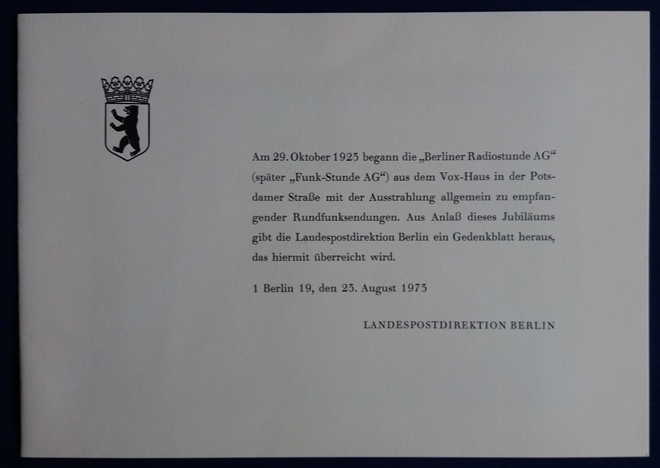 Am 29. Oktober 1923 begann die „Berliner Radiostunde AG“
(später „Funk-Stunde AG“) aus dem Vox-Haus in der Pots-
damer Straße mit der Ausstrahlung allgemein zu empfan-
gender Rundfunksendungen. Aus Anlaß dieses Jubiläums
gibt die Landespostdirektion Berlin ein Gedenkblatt heraus,
das hiermit überreicht wird.
1 Berlin 19, den 23. August 1973
LANDESPOSTDIREKTION BERLIN